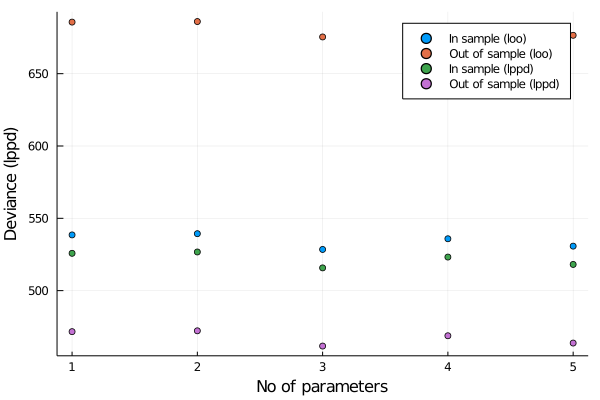 Deviance (lppd)
650
600
550
500
In sample (loo)
Out of sample (loo)
In sample (lppd)
Out of sample (lppd)
1 2 3 4 5
No of parameters